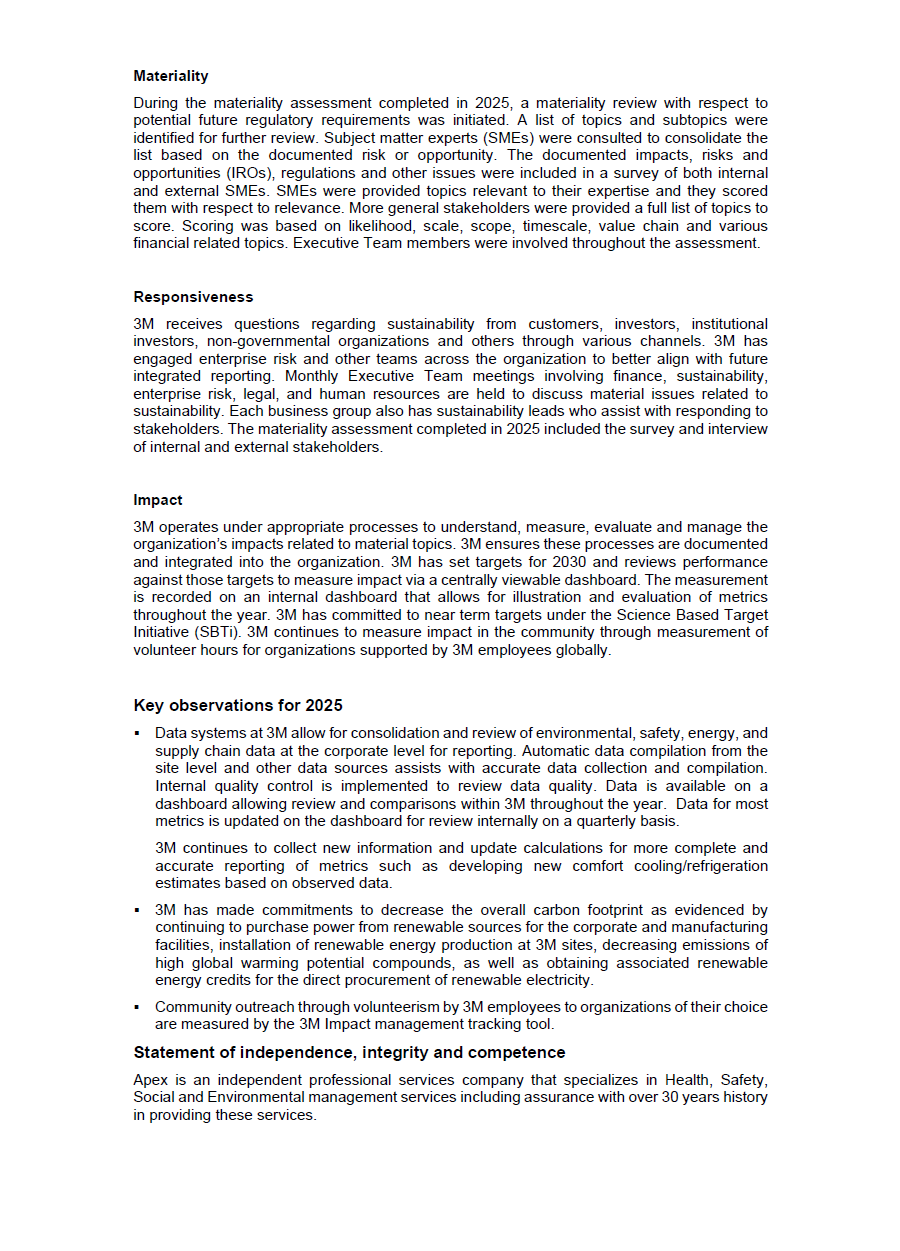 Materiality
During the materiality assessment completed in 2025, a materiality review with respect to
potential future regulatory requirements was initiated. A list of topics and subtopics were
identified for further review. Subject matter experts (SMEs) were consulted to consolidate the
list based on the documented risk or opportunity. The documented impacts, risks and
opportunities (IROs), regulations and other issues were included in a survey of both internal
and external SMEs. SMEs were provided topics relevant to their expertise and they scored
them with respect to relevance. More general stakeholders were provided a full list of topics to
score. Scoring was based on likelihood, scale, scope, timescale, value chain and various
financial related topics. Executive Team members were involved throughout the assessment.
Responsiveness
3M receives questions regarding sustainability from customers, investors, institutional
investors, non-governmental organizations and others through various channels. 3M has
engaged enterprise risk and other teams across the organization to better align with future
integrated reporting. Monthly Executive Team meetings involving finance, sustainability,
enterprise risk, legal, and human resources are held to discuss material issues related to
sustainability. Each business group also has sustainability leads who assist with responding to
stakeholders. The materiality assessment completed in 2025 included the survey and interview
of internal and external stakeholders.
Impact
3M operates under appropriate processes to understand, measure, evaluate and manage the
organization's impacts related to material topics. 3M ensures these processes are documented
and integrated into the organization. 3M has set targets for 2030 and reviews performance
against those targets to measure impact via a centrally viewable dashboard. The measurement
is recorded on an internal dashboard that allows for illustration and evaluation of metrics
throughout the year. 3M has committed to near term targets under the Science Based Target
Initiative (SBTi). 3M continues to measure impact in the community through measurement of
volunteer hours for organizations supported by 3M employees globally.
Key observations for 2025
▪ Data systems at 3M allow for consolidation and review of environmental, safety, energy, and
supply chain data at the corporate level for reporting. Automatic data compilation from the
site level and other data sources assists with accurate data collection and compilation.
Internal quality control is implemented to review data quality. Data is available on a
dashboard allowing review and comparisons within 3M throughout the year. Data for most
metrics is updated on the dashboard for review internally on a quarterly basis.
3M continues to collect new information and update calculations for more complete and
accurate reporting of metrics such as developing new comfort cooling/refrigeration
estimates based on observed data.
▪ 3M has made commitments to decrease the overall carbon footprint as evidenced by
continuing to purchase power from renewable sources for the corporate and manufacturing
facilities, installation of renewable energy production at 3M sites, decreasing emissions of
high global warming potential compounds, as well as obtaining associated renewable
energy credits for the direct procurement of renewable electricity.
▪ Community outreach through volunteerism by 3M employees to organizations of their choice
are measured by the 3M Impact management tracking tool.
Statement of independence, integrity and competence
Apex is an independent professional services company that specializes in Health, Safety,
Social and Environmental management services including assurance with over 30 years history
in providing these services.